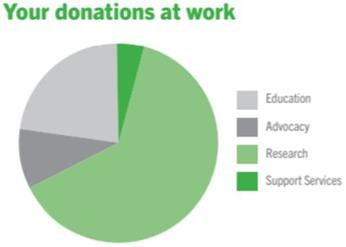 Your donations at work
Education
Advocacy
Research
Support Services